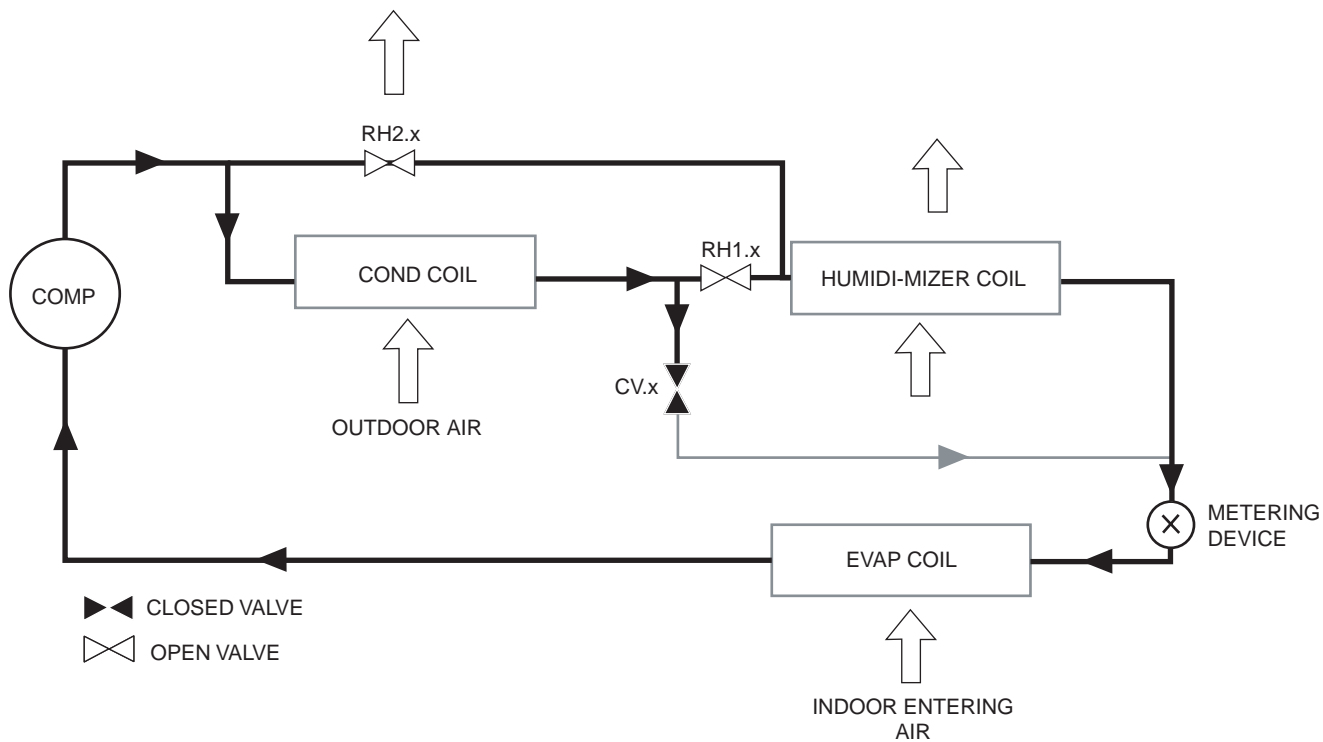 RH2.x
RH1.x
COND COIL
HUMIDI-MIZER COIL
COMP
CV.x
OUTDOOR AIR
METERING
DEVICE
EVAP COIL
CLOSED VALVE
OPEN VALVE
INDOOR ENTERING
AIR